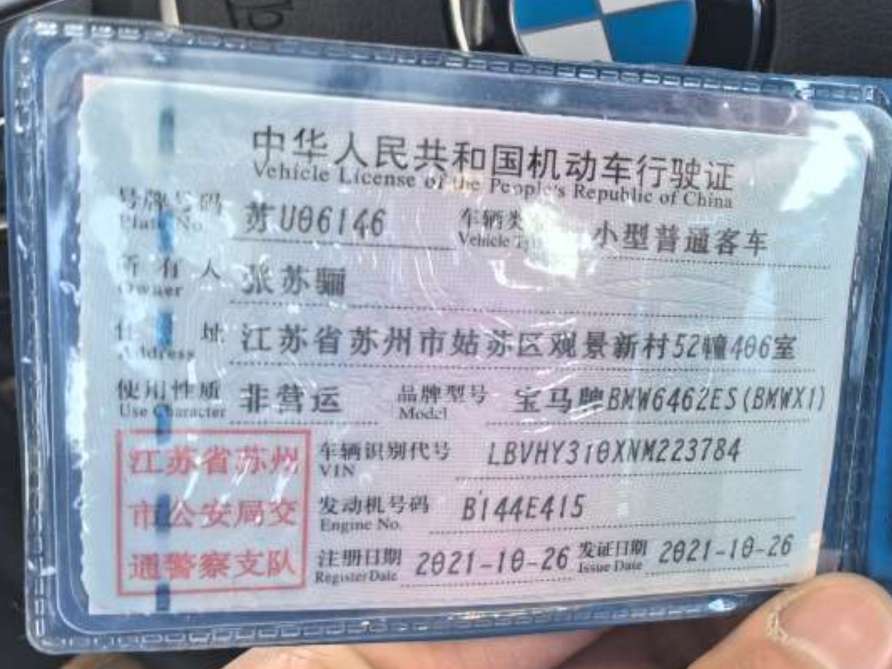 中华人民共和国机动车行驶证
Vehicle License of the People's Republic of China
号牌号码 苏U06146 车辆类 小型普通客车
Plate No. Vehicle
所有人 张苏骊
Owner
住址 江苏省苏州市姑苏区观景新村52幢406室
Address
使用性质 非营运 品牌型号 宝马牌BMW6462ES(BMWX1)
Use Character Model
江苏省苏州 车辆识别代号 LBVHY3108XNM223784
VIN
市公安局交 发动机号码 B144E415
Engine No.
通警察支队 注册日期 2021-10-26 发证日期 2021-10-26
Register Date Issue Date